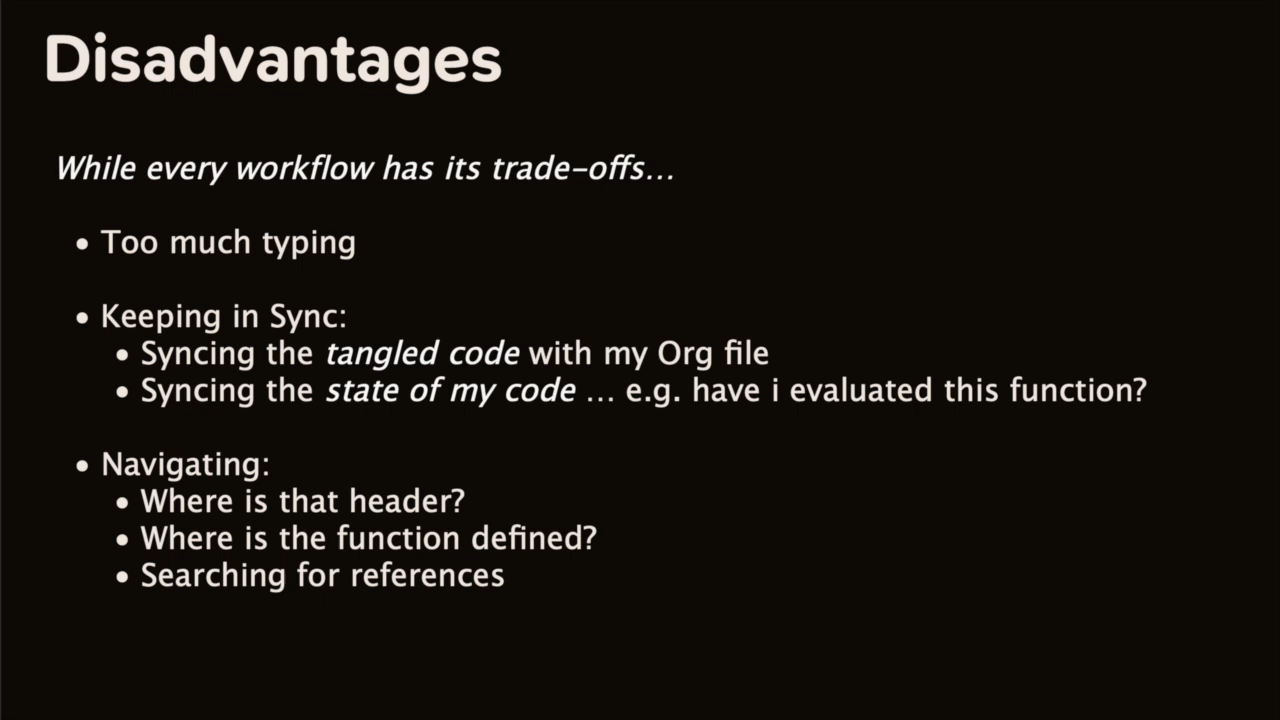 Disadvantages
While every workflow has its trade-offs...
• Too much typing
• Keeping in Sync:
• Syncing the tangled code with my Org file
• Syncing the state of my code ... e.g. have i evaluated this function?
• Navigating:
• Where is that header?
• Where is the function defined?
• Searching for references